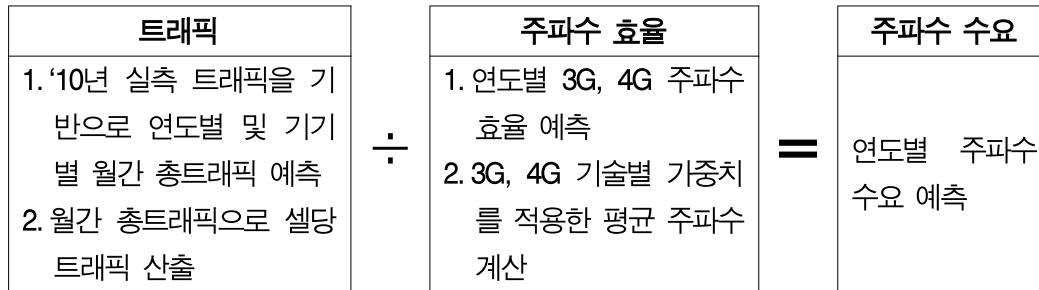 트래픽
1. ‘10년 실측 트래픽을 기
반으로 연도별 및 기기
별 월간 총트래픽 예측
2. 월간 총트래픽으로 셀당
트래픽 산출
÷
주파수 효율
1. 연도별 3G, 4G 주파수
효율 예측
2. 3G, 4G 기술별 가중치
를 적용한 평균 주파수
계산
=
주파수 수요
연도별 주파수
수요 예측